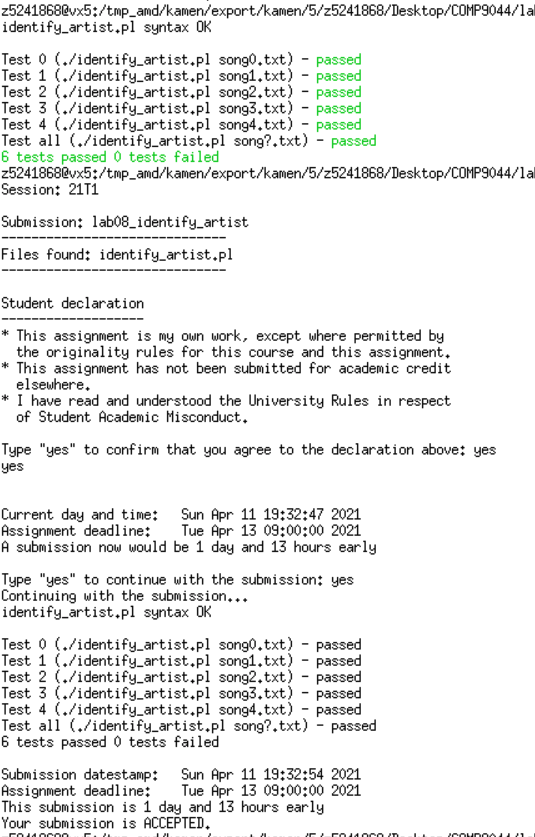 z5241868@vx5:/tmp_amd/kamen/export/kamen/5/z5241868/Desktop/COMP9044/la
identify_artist.pl syntax OK
Test 0 (./identify_artist.pl song0.txt) - passed
Test 1 (./identify_artist.pl song1.txt) - passed
Test 2 (./identify_artist.pl song2.txt) - passed
Test 3 (./identify_artist.pl song3.txt) - passed
Test 4 (./identify_artist.pl song4.txt) - passed
Test all (./identify_artist.pl song?.txt) - passed
6 tests passed 0 tests failed
z5241868@vx5:/tmp_amd/kamen/export/kamen/5/z5241868/Desktop/COMP9044/la
Session: 21T1
Submission: lab08_identify_artist
------------------------------
Files found: identify_artist.pl
------------------------------
Student declaration
-------------------
* This assignment is my own work, except where permitted by
the originality rules for this course and this assignment.
* This assignment has not been submitted for academic credit
elsewhere.
* I have read and understood the University Rules in respect
of Student Academic Misconduct.
Type "yes" to confirm that you agree to the declaration above: yes
yes
Current day and time: Sun Apr 11 19:32:47 2021
Assignment deadline: Tue Apr 13 09:00:00 2021
A submission now would be 1 day and 13 hours early
Type "yes" to continue with the submission: yes
Continuing with the submission...
identify_artist.pl syntax OK
Test 0 (./identify_artist.pl song0.txt) - passed
Test 1 (./identify_artist.pl song1.txt) - passed
Test 2 (./identify_artist.pl song2.txt) - passed
Test 3 (./identify_artist.pl song3.txt) - passed
Test 4 (./identify_artist.pl song4.txt) - passed
Test all (./identify_artist.pl song?.txt) - passed
6 tests passed 0 tests failed
Submission datestamp: Sun Apr 11 19:32:54 2021
Assignment deadline: Tue Apr 13 09:00:00 2021
This submission is 1 day and 13 hours early
Your submission is ACCEPTED.